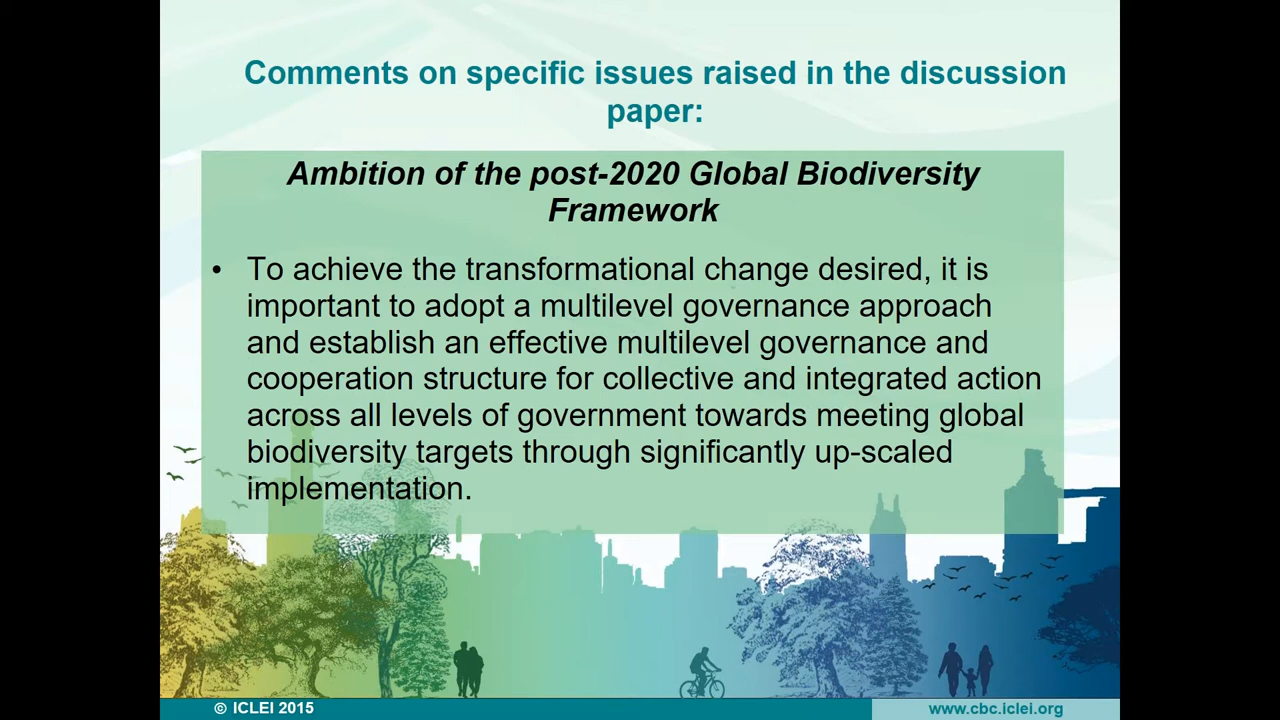 Comments on specific issues raised in the discussion
paper:
Ambition of the post-2020 Global Biodiversity
Framework
• To achieve the transformational change desired, it is
important to adopt a multilevel governance approach
and establish an effective multilevel governance and
cooperation structure for collective and integrated action
across all levels of government towards meeting global
biodiversity targets through significantly up-scaled
implementation.
© ICLEI 2015
www.cbc.iclei.org